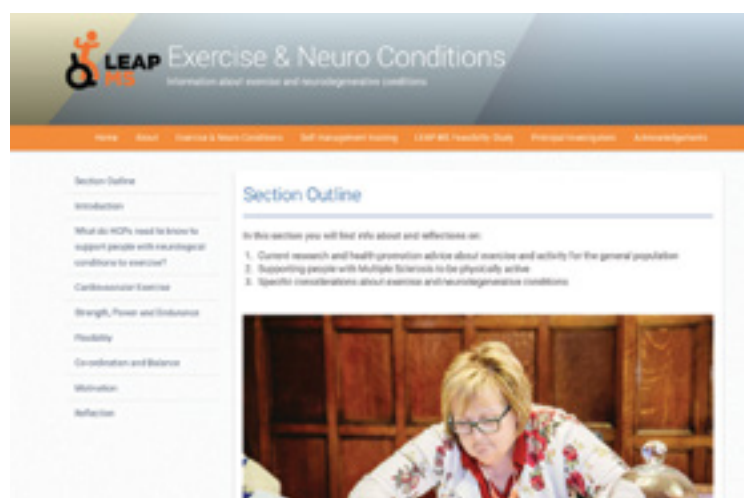 LEAP
MS
Exercise & Neuro Conditions
Information about exercise and neurodegenerative conditions
Home About Exercise & Neuro Conditions Self management training LEAP-MS Feasibility Study Principal Investigators Acknowledgements
Section Outline
Introduction
What do HCPs need to know to
support people with neurological
conditions to exercise?
Cardiovascular Exercise
Strength, Power and Endurance
Flexibility
Co-ordination and Balance
Motivation
Reflection
Section Outline
In this section you will find info about and reflections on:
1. Current research and health promotion advice about exercise and activity for the general population
2. Supporting people with Multiple Sclerosis to be physically active
3. Specific considerations about exercise and neurodegenerative conditions